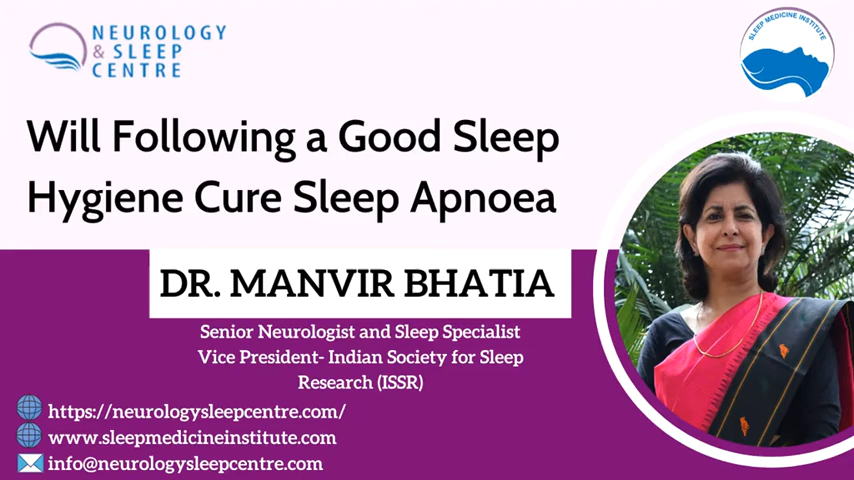 NEUROLOGY
& SLEEP
CENTRE
SLEEP MEDICINE INSTITUTE
Will Following a Good Sleep
Hygiene Cure Sleep Apnoea
DR. MANVIR BHATIA
Senior Neurologist and Sleep Specialist
Vice President- Indian Society for Sleep
Research (ISSR)
https://neurologysleepcentre.com/
www.sleepmedicineinstitute.com
info@neurologysleepcentre.com